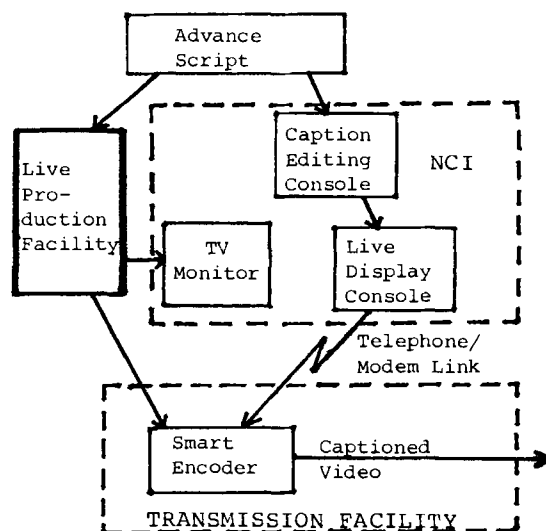 Advance
Script
Caption
Editing
Console
NCI
Live
Pro-
duction
Facility
TV
Monitor
Live
Display
Console
Telephone/
Modem Link
Smart
Encoder
Captioned
Video
TRANSMISSION FACILITY